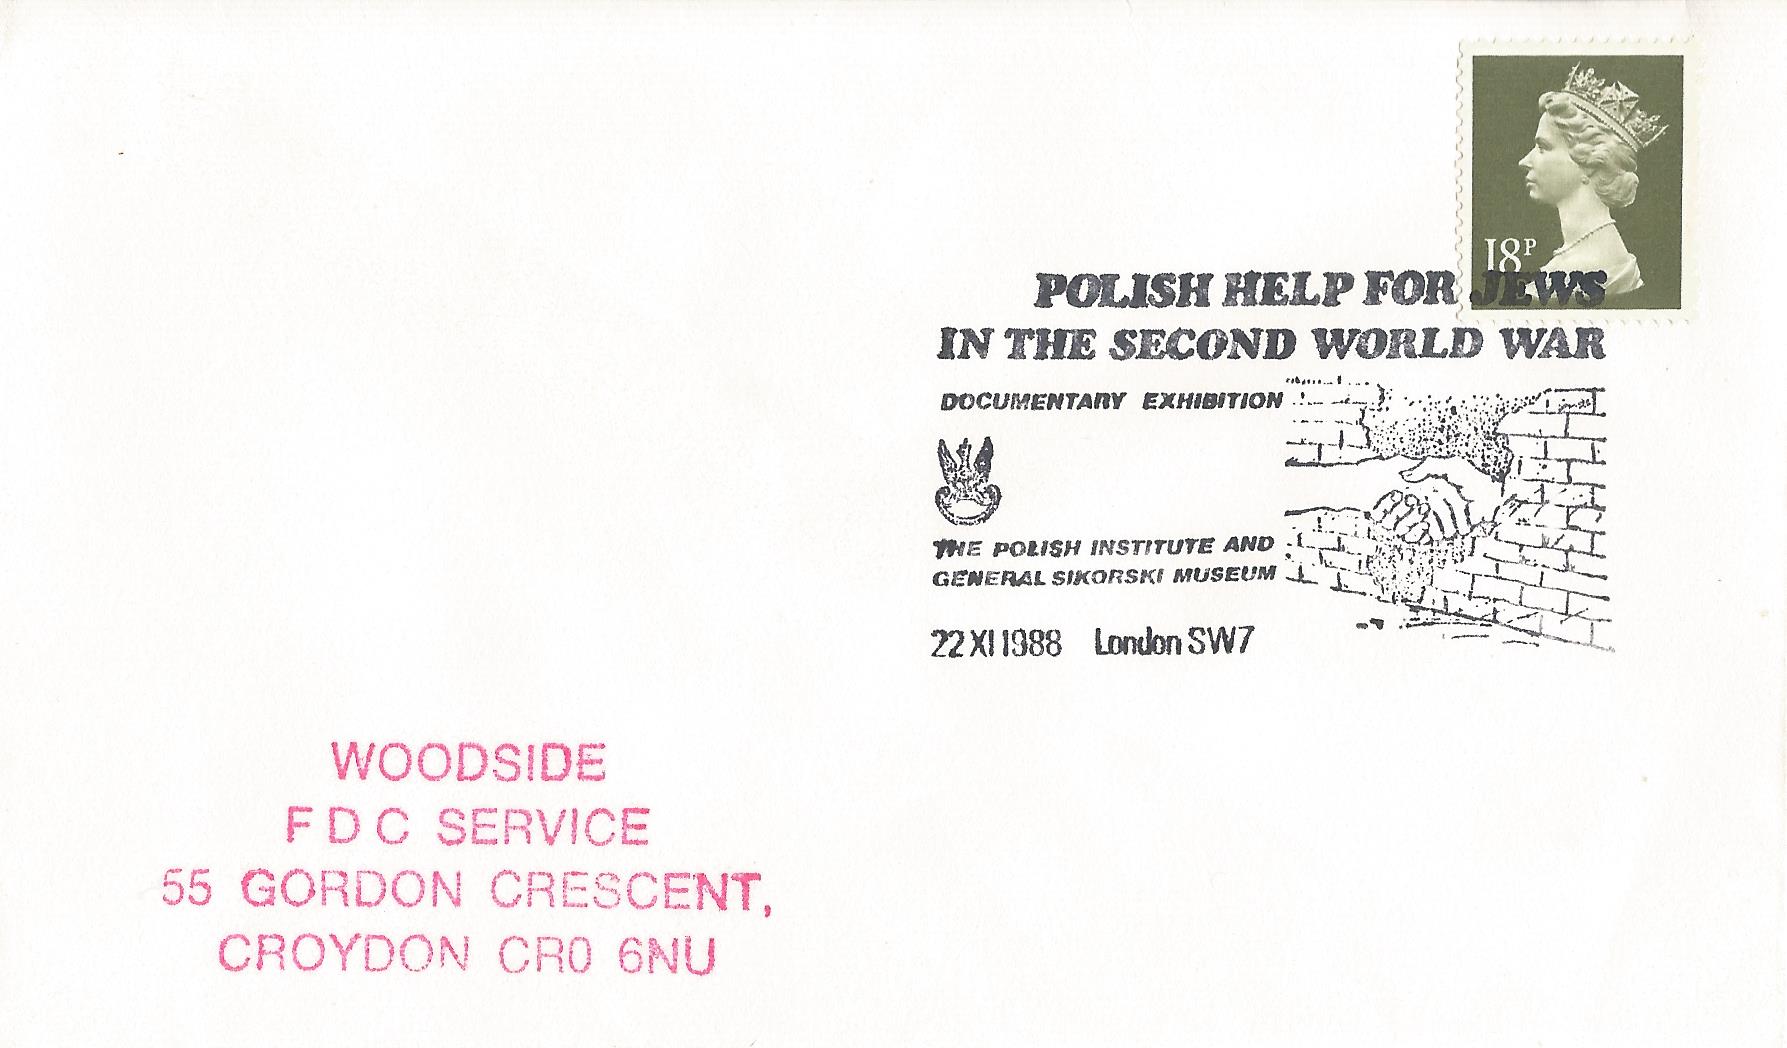 18P
POLISH HELP FOR JEWS
IN THE SECOND WORLD WAR
DOCUMENTARY EXHIBITION
THE POLISH INSTITUTE AND
GENERAL SIKORSKI MUSEUM
22 XI 1988 London SW7
WOODSIDE
F D C SERVICE
55 GORDON CRESCENT,
CROYDON CR0 6NU